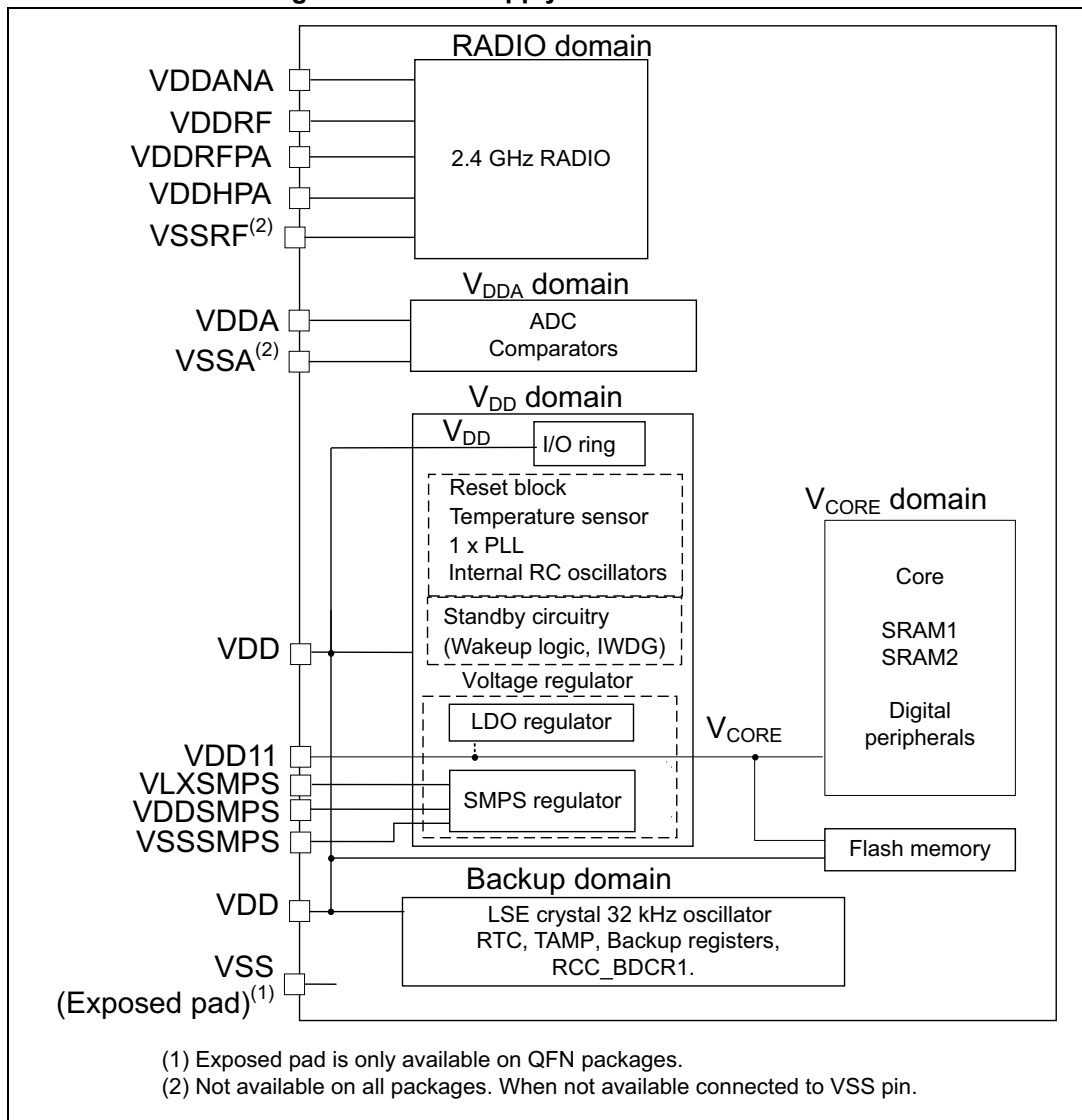 RADIO domain
VDDANA
VDDRF
VDDRFPA
VDDHPA
VSSRF(2)
2.4 GHz RADIO
VDDA domain
VDDA
VSSA(2)
ADC
Comparators
VDD domain
VDD
I/O ring
Reset block
Temperature sensor
1 x PLL
Internal RC oscillators
Standby circuitry
(Wakeup logic, IWDG)
VDD
Voltage regulator
LDO regulator
VDD11
VLXSMPS
VDDSMPS
VSSSMPS
SMPS regulator
VCORE
VCORE domain
Core
SRAM1
SRAM2
Digital
peripherals
Flash memory
Backup domain
VDD
LSE crystal 32 kHz oscillator
RTC, TAMP, Backup registers,
RCC_BDCR1.
VSS
(Exposed pad)(1)
(1) Exposed pad is only available on QFN packages.
(2) Not available on all packages. When not available connected to VSS pin.